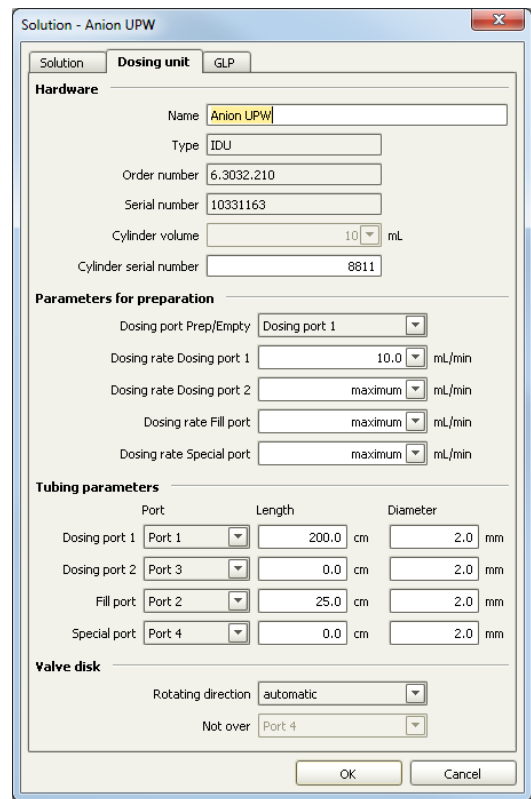 Solution - Anion UPW
Solution Dosing unit GLP
Hardware
Name Anion UPW
Type IDU
Order number 6.3032.210
Serial number 10331163
Cylinder volume 10 mL
Cylinder serial number 8811
Parameters for preparation
Dosing port Prep/Empty Dosing port 1
Dosing rate Dosing port 1 10.0 mL/min
Dosing rate Dosing port 2 maximum mL/min
Dosing rate Fill port maximum mL/min
Dosing rate Special port maximum mL/min
Tubing parameters
Port Length Diameter
Dosing port 1 Port 1 200.0 cm 2.0 mm
Dosing port 2 Port 3 0.0 cm 2.0 mm
Fill port Port 2 25.0 cm 2.0 mm
Special port Port 4 0.0 cm 2.0 mm
Valve disk
Rotating direction automatic
Not over Port 4
OK Cancel